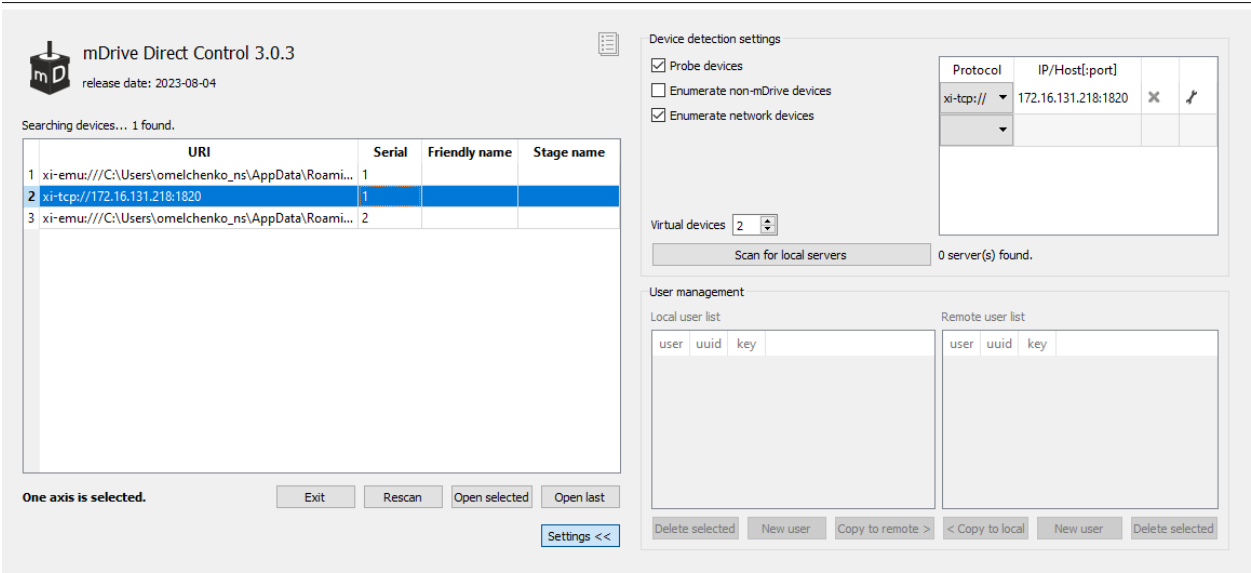 mDrive Direct Control 3.0.3
mD
release date: 2023-08-04
Searching devices... 1 found.
URI Serial Friendly name Stage name
1 xi-emu:///C:\Users\omelchenko_ns\AppData\Roami... 1
2 xi-tcp://172.16.131.218:1820 1
3 xi-emu:///C:\Users\omelchenko_ns\AppData\Roami... 2
One axis is selected.
Exit Rescan Open selected Open last
Settings <<
Device detection settings
Probe devices
Enumerate non-mDrive devices
Enumerate network devices
Protocol IP/Host[:port]
xi-tcp:// 172.16.131.218:1820
Virtual devices 2
Scan for local servers 0 server(s) found.
User management
Local user list Remote user list
user uuid key user uuid key
Delete selected New user Copy to remote > < Copy to local New user Delete selected